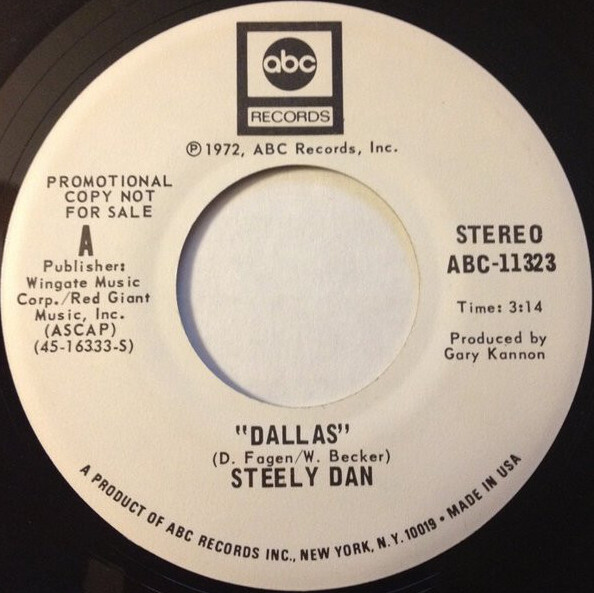 abc
RECORDS
℗ 1972, ABC Records, Inc.
PROMOTIONAL
COPY NOT
FOR SALE
A
Publisher:
Wingate Music
Corp./Red Giant
Music, Inc.
(ASCAP)
(45-16333-S)
STEREO
ABC-11323
Time: 3:14
Produced by
Gary Kannon
"DALLAS"
(D. Fagen/W. Becker)
STEELY DAN
A PRODUCT OF ABC RECORDS INC., NEW YORK, N.Y. 10019 • MADE IN USA